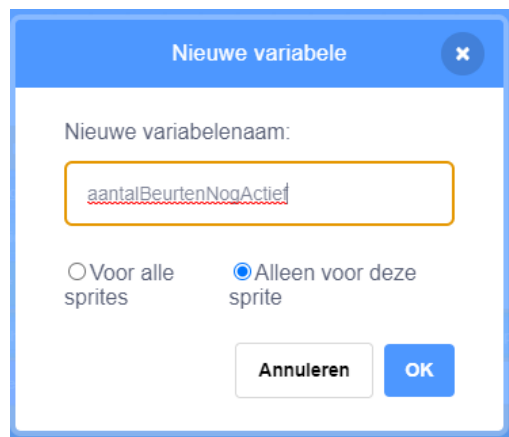 Nieuwe variabele
Nieuwe variabelenaam:
aantalBeurtenNogActief
Voor alle sprites
Alleen voor deze sprite
Annuleren
OK